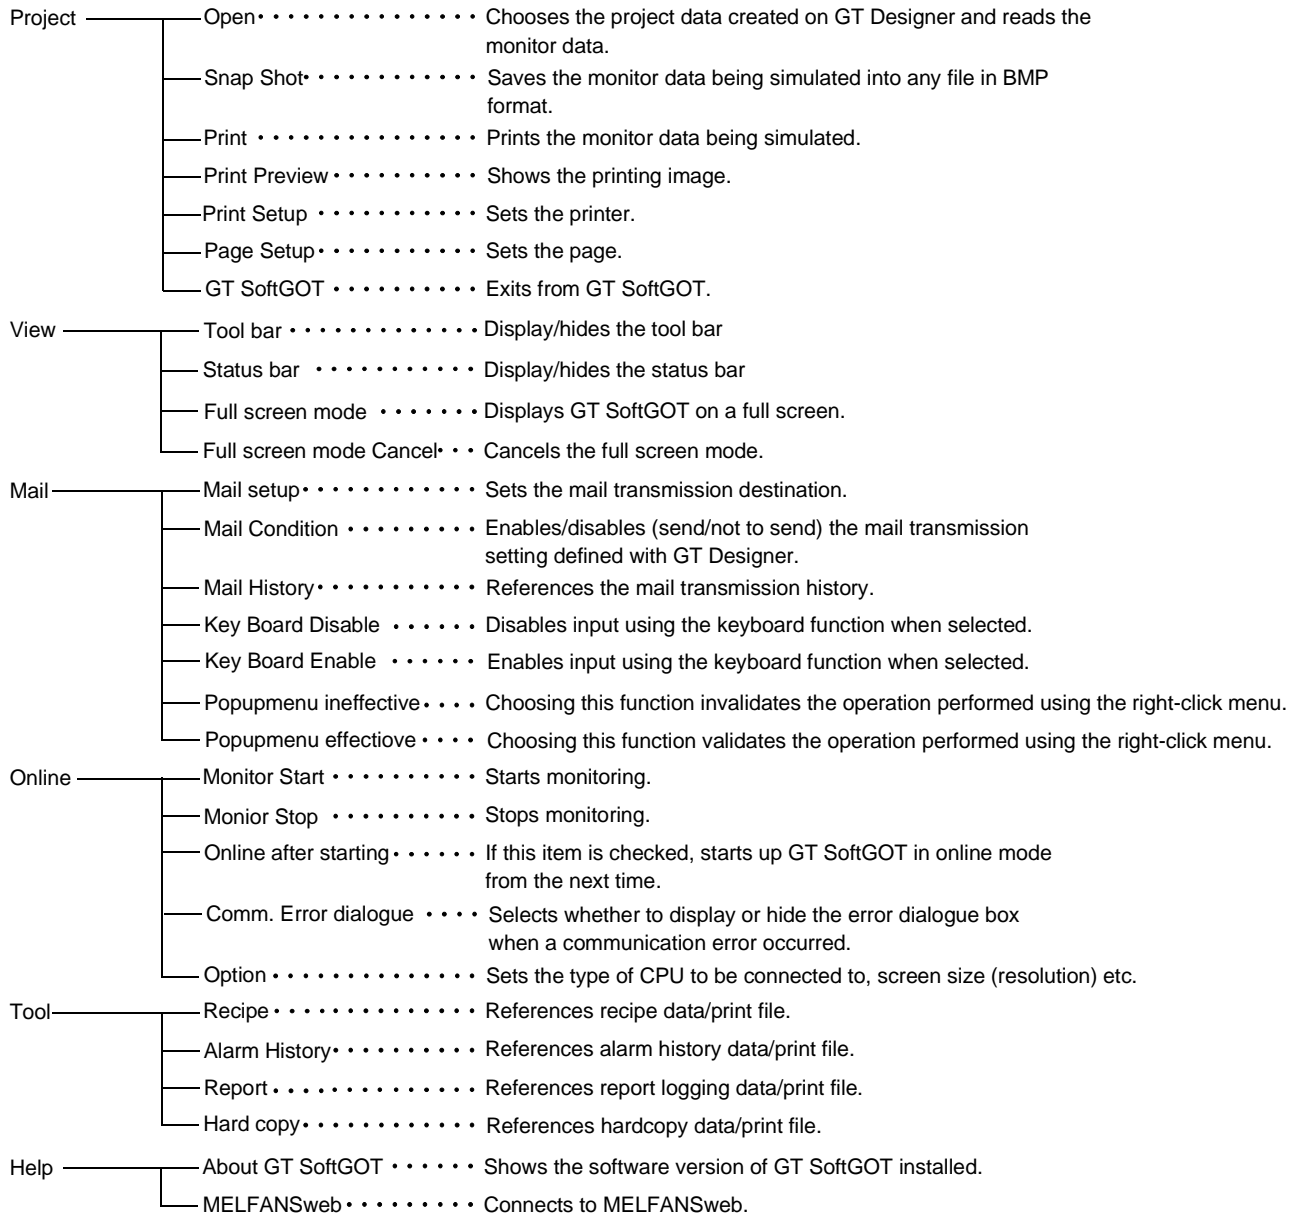 Project Open Chooses the project data created on GT Designer and reads the
monitor data.
Snap Shot Saves the monitor data being simulated into any file in BMP
format.
Print Prints the monitor data being simulated.
Print Preview Shows the printing image.
Print Setup Sets the printer.
Page Setup Sets the page.
GT SoftGOT Exits from GT SoftGOT.
View Tool bar Display/hides the tool bar
Status bar Display/hides the status bar
Full screen mode Displays GT SoftGOT on a full screen.
Full screen mode Cancel Cancels the full screen mode.
Mail Mail setup Sets the mail transmission destination.
Mail Condition Enables/disables (send/not to send) the mail transmission
setting defined with GT Designer.
Mail History References the mail transmission history.
Key Board Disable Disables input using the keyboard function when selected.
Key Board Enable Enables input using the keyboard function when selected.
Popupmenu ineffective Choosing this function invalidates the operation performed using the right-click menu.
Popupmenu effectiove Choosing this function validates the operation performed using the right-click menu.
Online Monitor Start Starts monitoring.
Monior Stop Stops monitoring.
Online after starting If this item is checked, starts up GT SoftGOT in online mode
from the next time.
Comm. Error dialogue Selects whether to display or hide the error dialogue box
when a communication error occurred.
Option Sets the type of CPU to be connected to, screen size (resolution) etc.
Tool Recipe References recipe data/print file.
Alarm History References alarm history data/print file.
Report References report logging data/print file.
Hard copy References hardcopy data/print file.
Help About GT SoftGOT Shows the software version of GT SoftGOT installed.
MELFANSweb Connects to MELFANSweb.